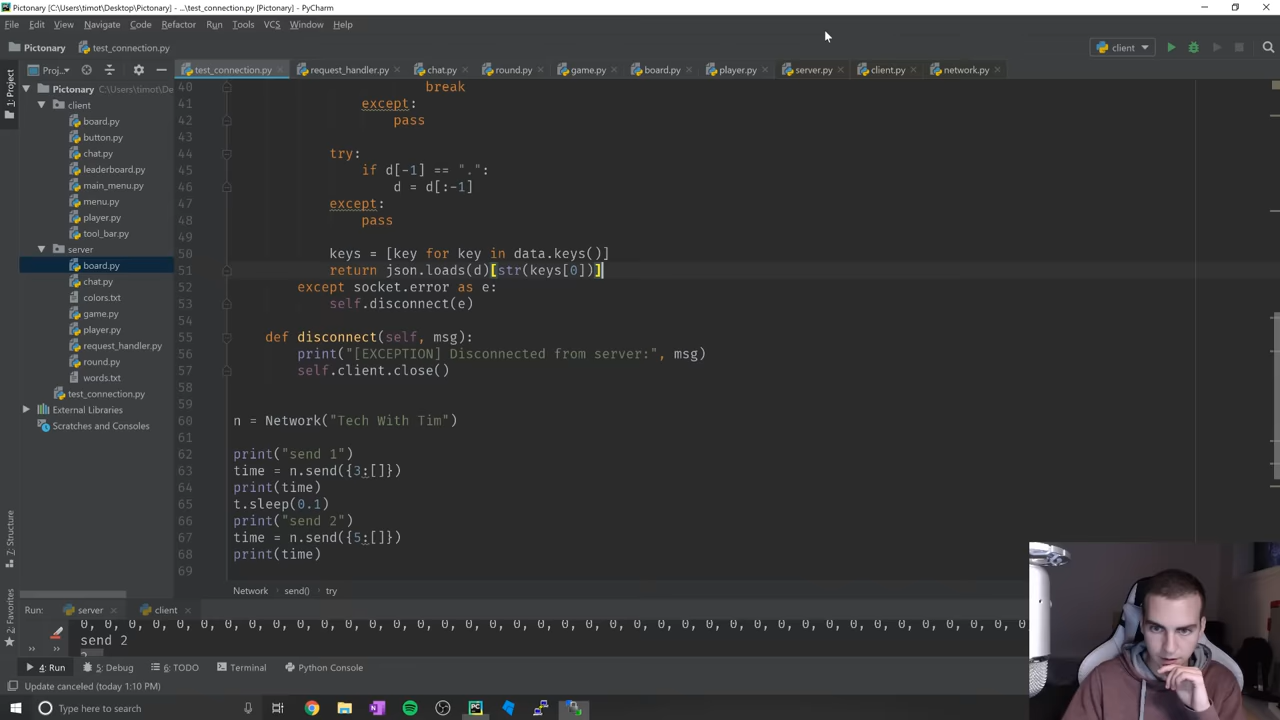 Pictonary [C:\Users\timot\Desktop\Pictonary] - ...\test_connection.py [Pictonary] - PyCharm
File Edit View Navigate Code Refactor Run Tools VCS Window Help
Pictonary test_connection.py client
1: Project
Proj... test_connection.py request_handler.py chat.py round.py game.py board.py player.py server.py client.py network.py
Pictonary C:\Users\timot\De
client
board.py
button.py
chat.py
leaderboard.py
main_menu.py
menu.py
player.py
tool_bar.py
server
board.py
chat.py
colors.txt
game.py
player.py
request_handler.py
round.py
words.txt
test_connection.py
External Libraries
Scratches and Consoles
40 break
41 except:
42 pass
43
44 try:
45 if d[-1] == ".":
46 d = d[:-1]
47 except:
48 pass
49
50 keys = [key for key in data.keys()]
51 return json.loads(d)[str(keys[0])]
52 except socket.error as e:
53 self.disconnect(e)
54
55 def disconnect(self, msg):
56 print("[EXCEPTION] Disconnected from server:", msg)
57 self.client.close()
58
59
60 n = Network("Tech With Tim")
61
62 print("send 1")
63 time = n.send({3:[]})
64 print(time)
65 t.sleep(0.1)
66 print("send 2")
67 time = n.send({5:[]})
68 print(time)
69
Network send() try
7: Structure
2: Favorites
Run: server client
0, 0, 0, 0, 0, 0, 0, 0, 0, 0, 0, 0, 0, 0, 0, 0, 0, 0, 0, 0, 0, 0, 0, 0, 0, 0, 0, 0, 0, 0, 0, 0, 0, 0, 0, 0, 0, 0, 0,
send 2
4: Run 5: Debug 6: TODO Terminal Python Console
Update canceled (today 1:10 PM)
Type here to search